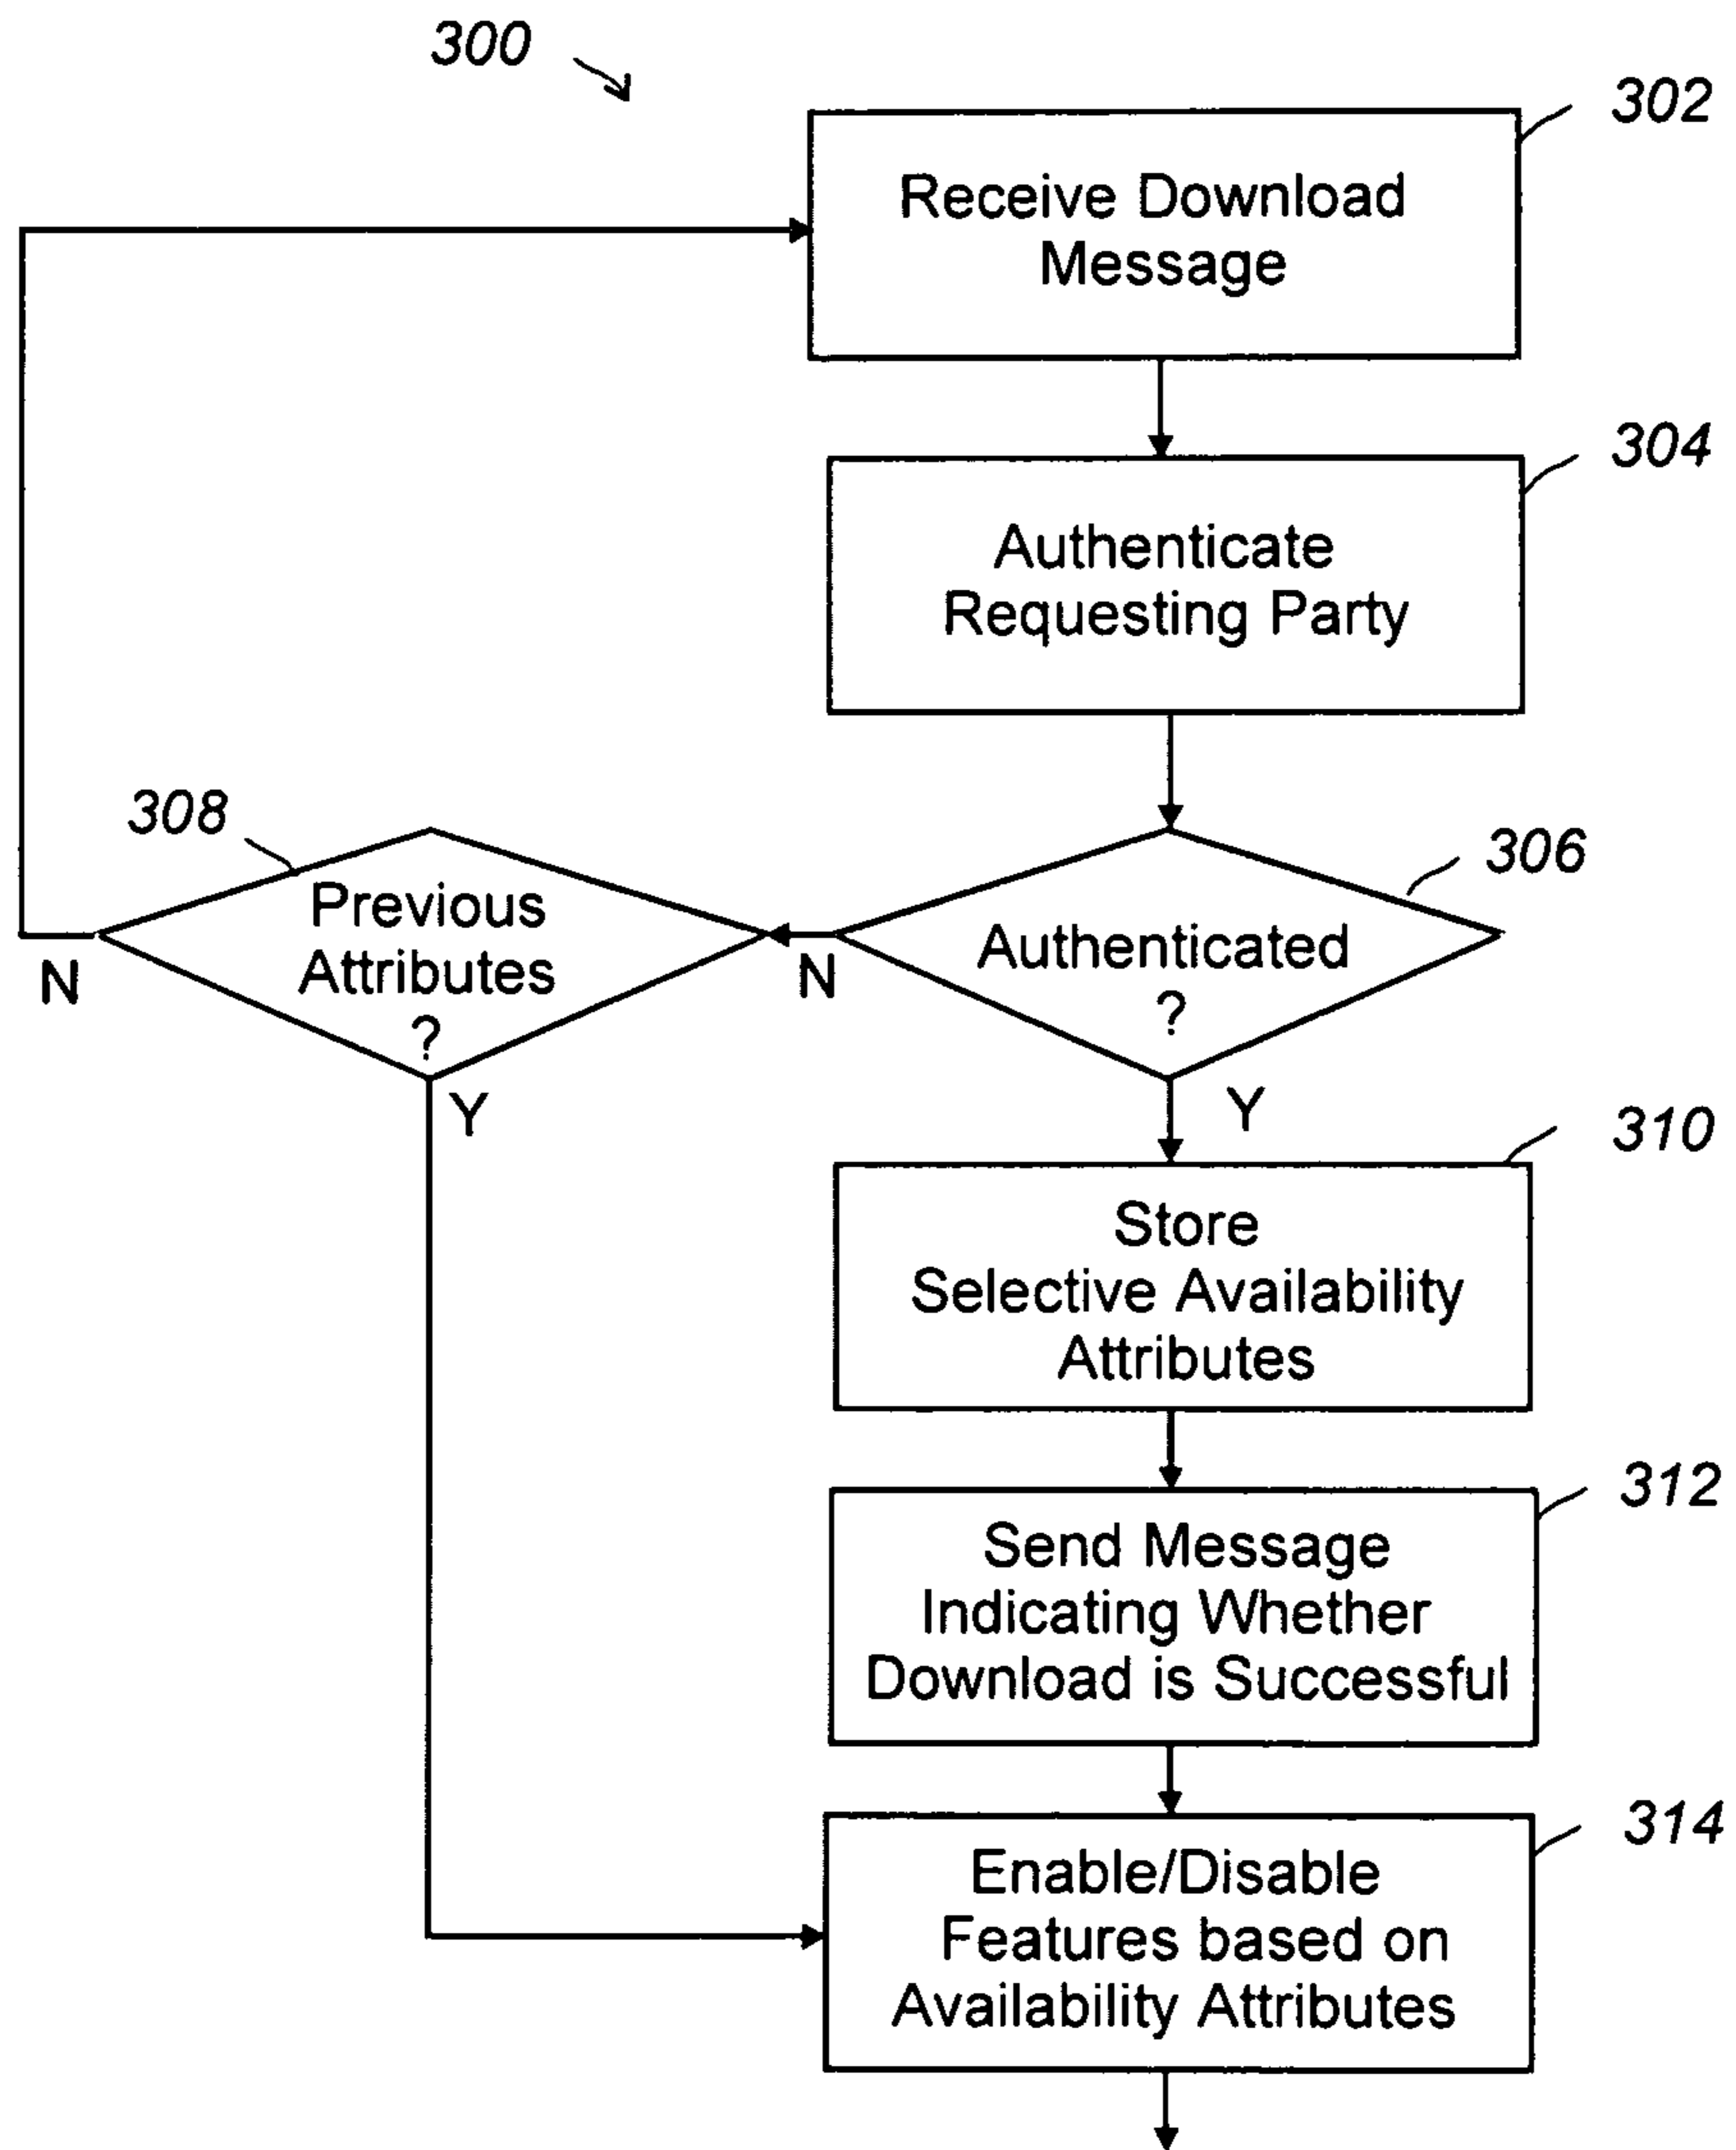 300
302
Receive Download
Message
304
Authenticate
Requesting Party
308
306
Previous
Attributes
?
N
Authenticated
?
N
Y
Y
310
Store
Selective Availability
Attributes
312
Send Message
Indicating Whether
Download is Successful
314
Enable/Disable
Features based on
Availability Attributes